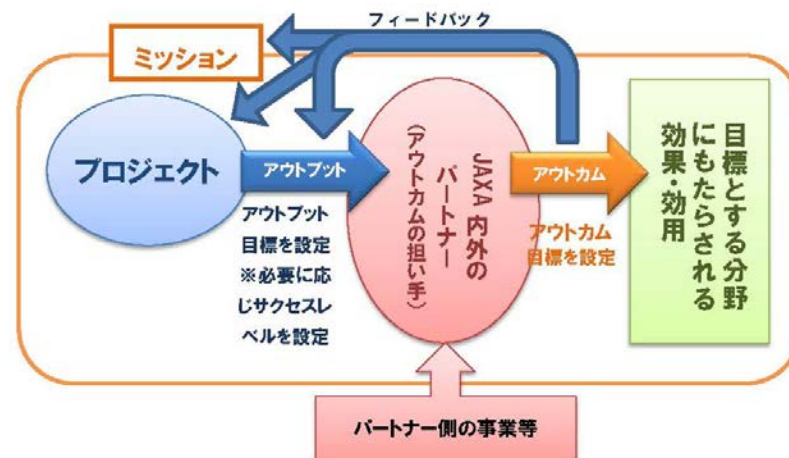 フィードバック
ミッション
プロジェクト
アウトプット
アウトプット
目標を設定
※必要に応
じサクセスレ
ベルを設定
JAXA 内外の
パートナー
(アウトカムの担い手)
アウトカム
アウトカム
目標を設定
目標とする分野
にもたらされる
効果・効用
パートナー側の事業等